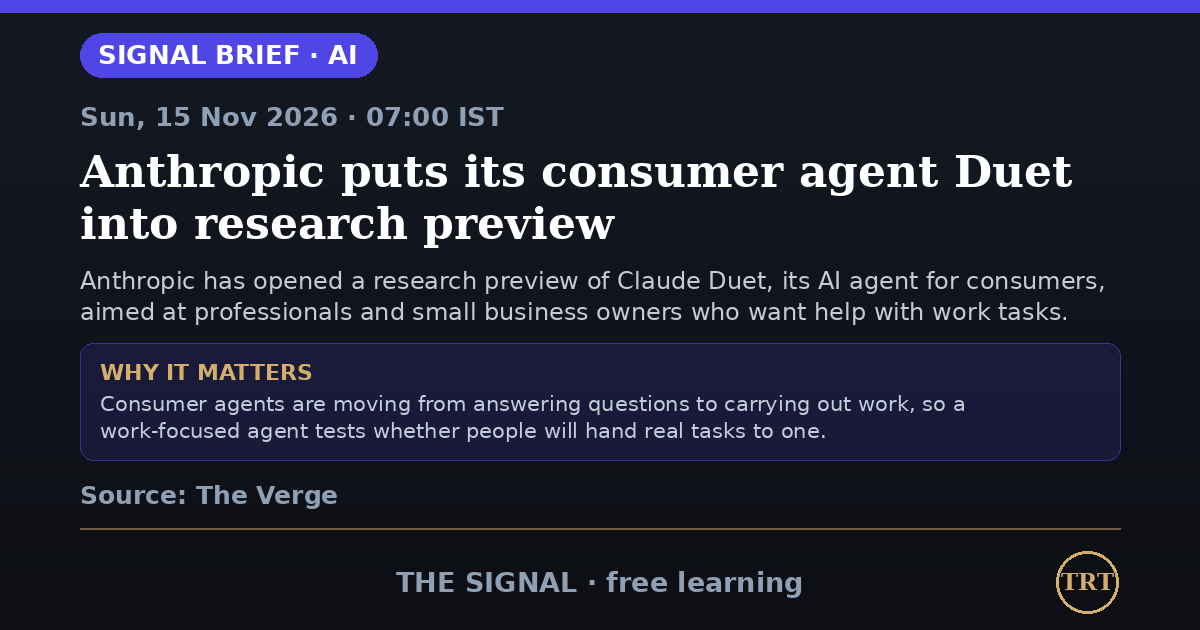 SIGNAL BRIEF · AI
Sun, 15 Nov 2026 · 07:00 IST
Anthropic puts its consumer agent Duet
into research preview
Anthropic has opened a research preview of Claude Duet, its AI agent for consumers,
aimed at professionals and small business owners who want help with work tasks.
WHY IT MATTERS
Consumer agents are moving from answering questions to carrying out work, so a
work-focused agent tests whether people will hand real tasks to one.
Source: The Verge
THE SIGNAL · free learning
TRT